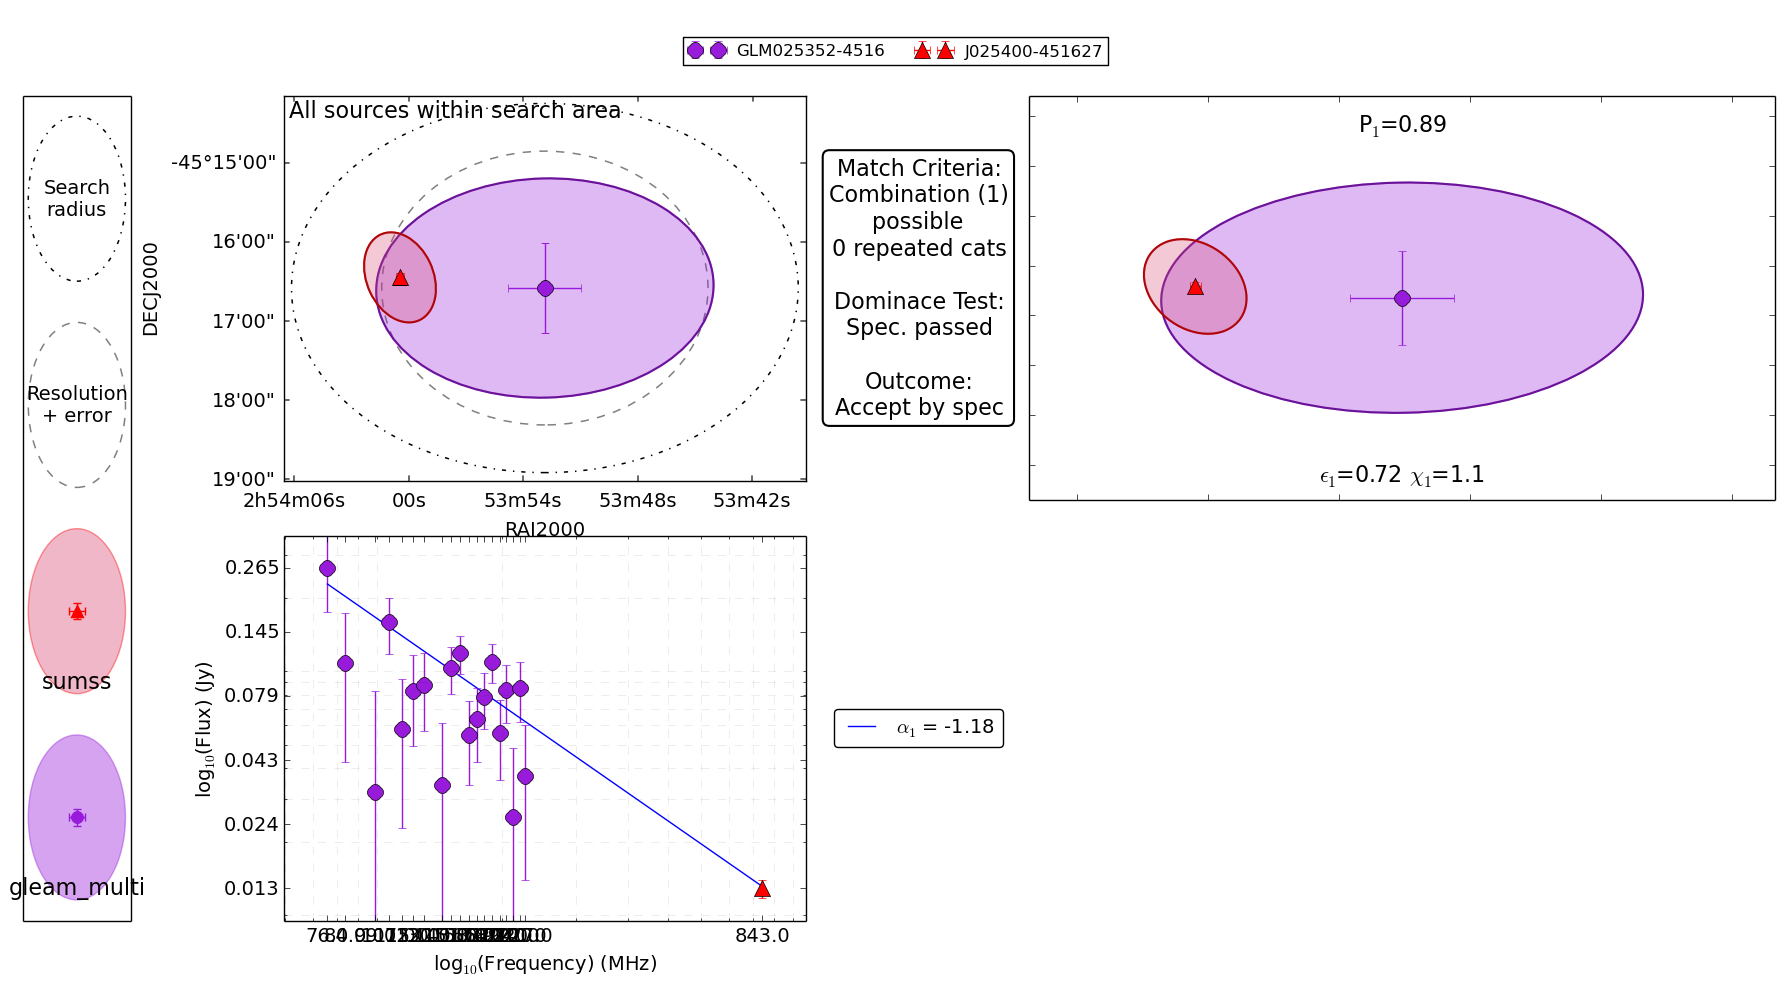 GLM025352-4516 J025400-451627
Search
radius
Resolution
+ error
sumss
gleam_multi
All sources within search area
DECJ2000
-45°15'00"
16'00"
17'00"
18'00"
19'00"
2h54m06s 00s 53m54s 53m48s 53m42s
RAJ2000
Match Criteria:
Combination (1)
possible
0 repeated cats
Dominace Test:
Spec. passed
Outcome:
Accept by spec
P1=0.89
ϵ1=0.72 χ1=1.1
log10(Flux) (Jy)
0.265
0.145
0.079
0.043
0.024
0.013
843.0
log10(Frequency) (MHz)
α1 = -1.18